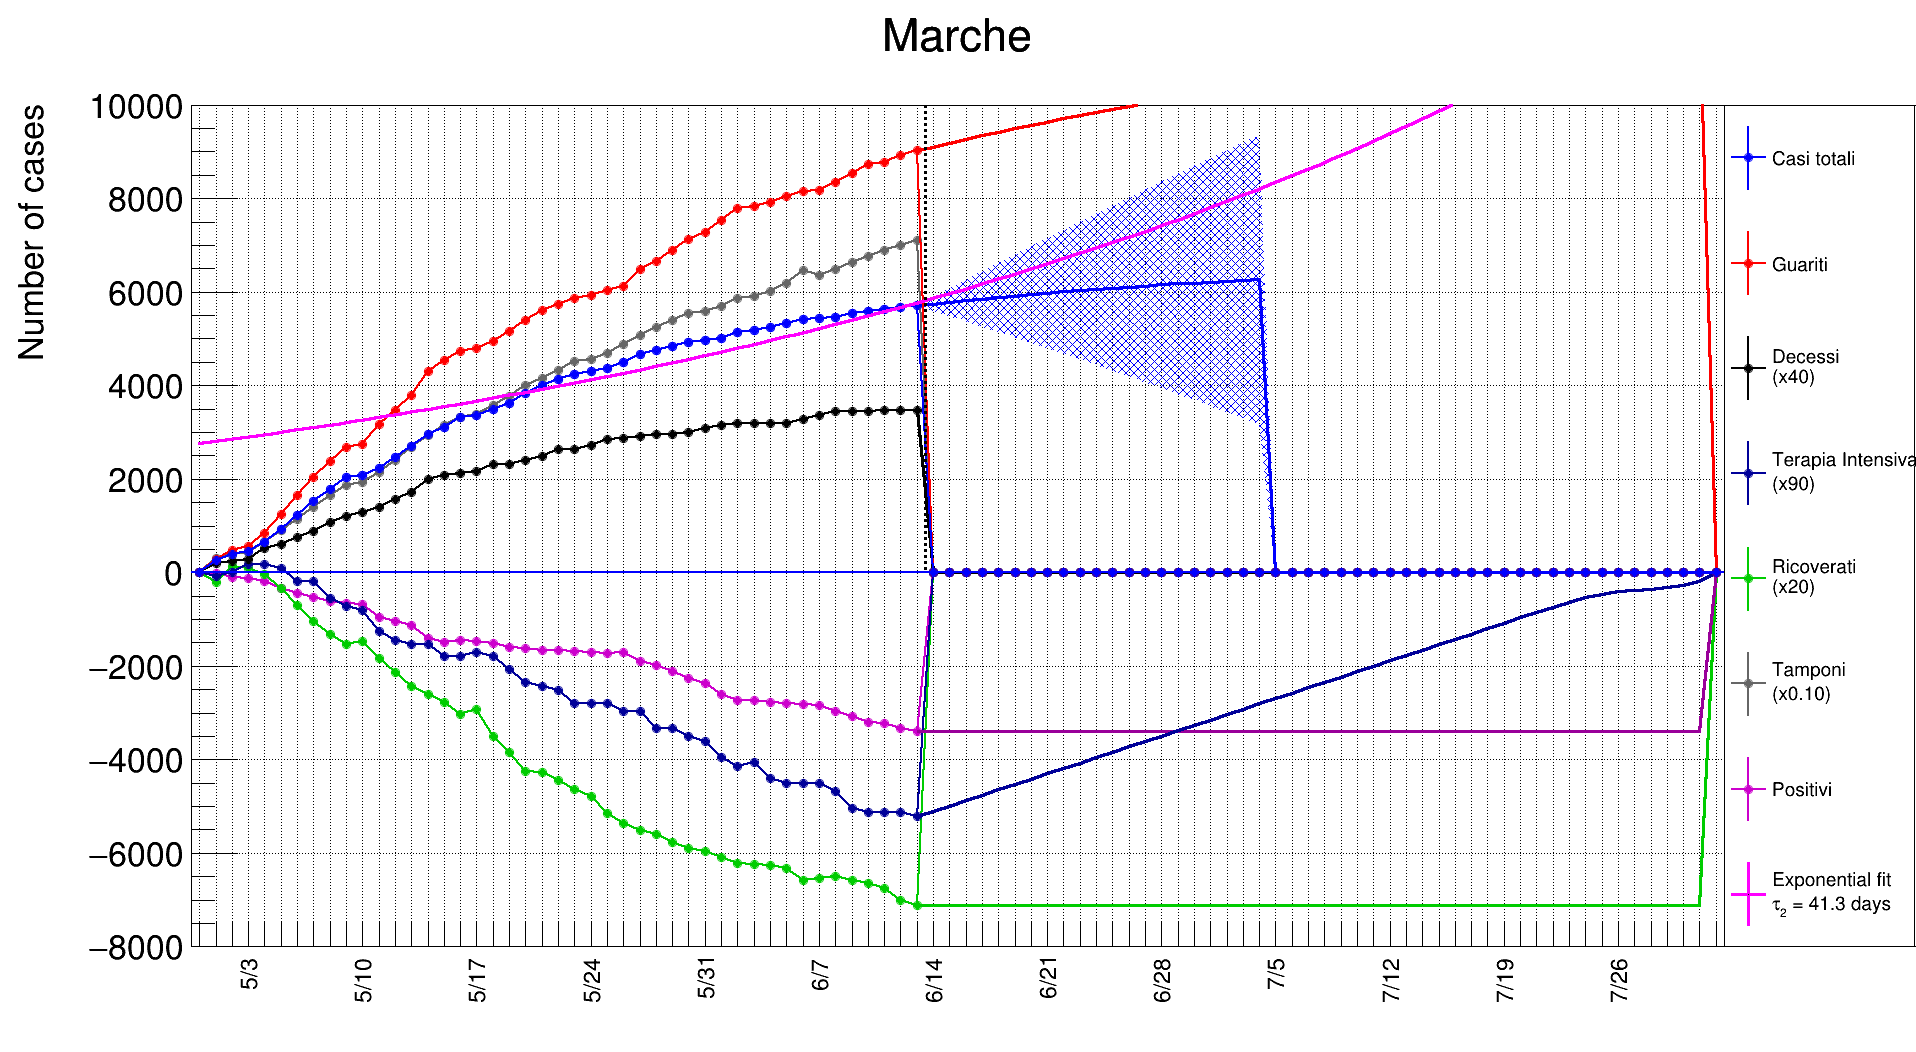 Marche
Number of cases
10000
8000
6000
4000
2000
0
−2000
−4000
−6000
−8000
5/3
5/10
5/17
5/24
5/31
6/7
6/14
6/21
6/28
7/5
7/12
7/19
7/26
Casi totali
Guariti
Decessi
(x40)
Terapia Intensiva
(x90)
Ricoverati
(x20)
Tamponi
(x0.10)
Positivi
Exponential fit
τ2 = 41.3 days